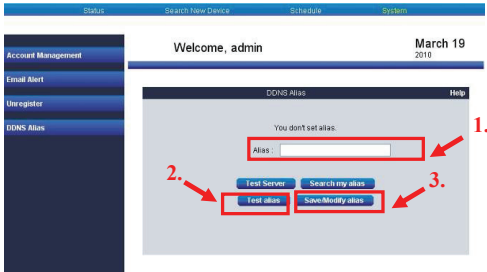 Status Search New Device Schedule System
Welcome, admin
March 19
2010
Account Management
Email Alert
Unregister
DDNS Alias
DDNS Alias Help
You don't set alias.
Alias :
1.
2.
Test Server Search my alias
3.
Test alias Save/Modify alias